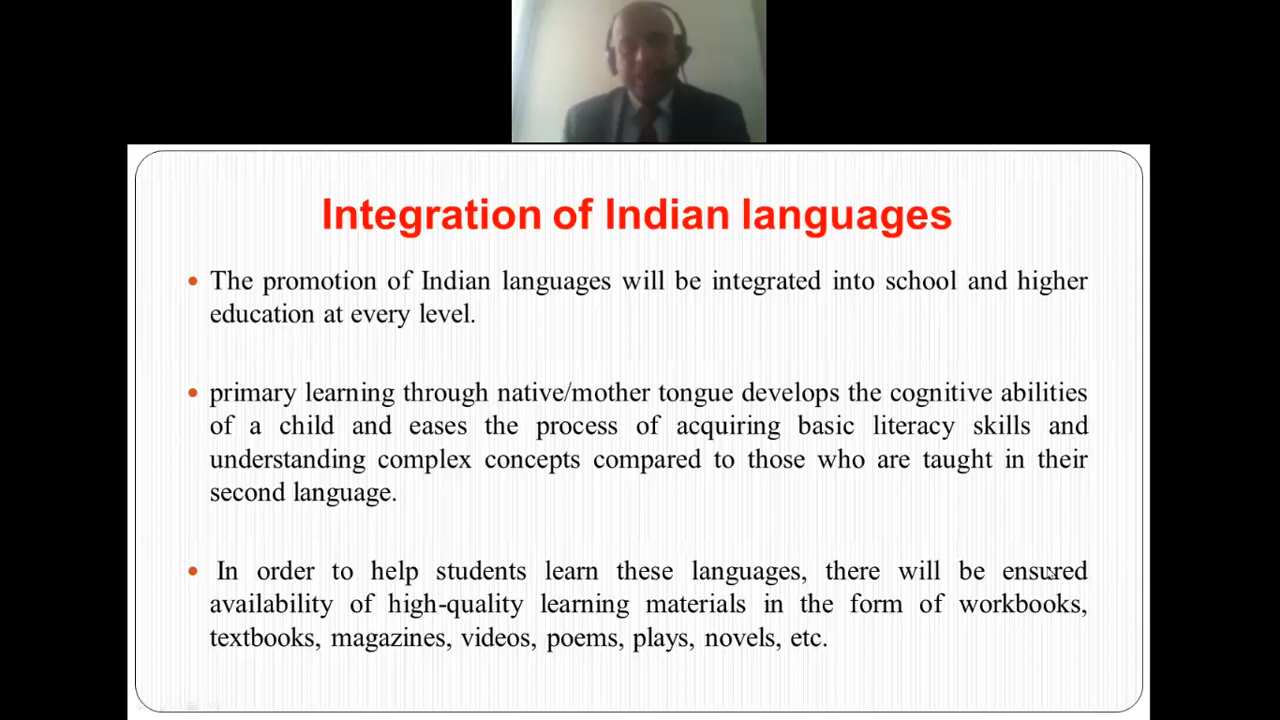 Integration of Indian languages
• The promotion of Indian languages will be integrated into school and higher
education at every level.
• primary learning through native/mother tongue develops the cognitive abilities
of a child and eases the process of acquiring basic literacy skills and
understanding complex concepts compared to those who are taught in their
second language.
• In order to help students learn these languages, there will be ensured
availability of high-quality learning materials in the form of workbooks,
textbooks, magazines, videos, poems, plays, novels, etc.